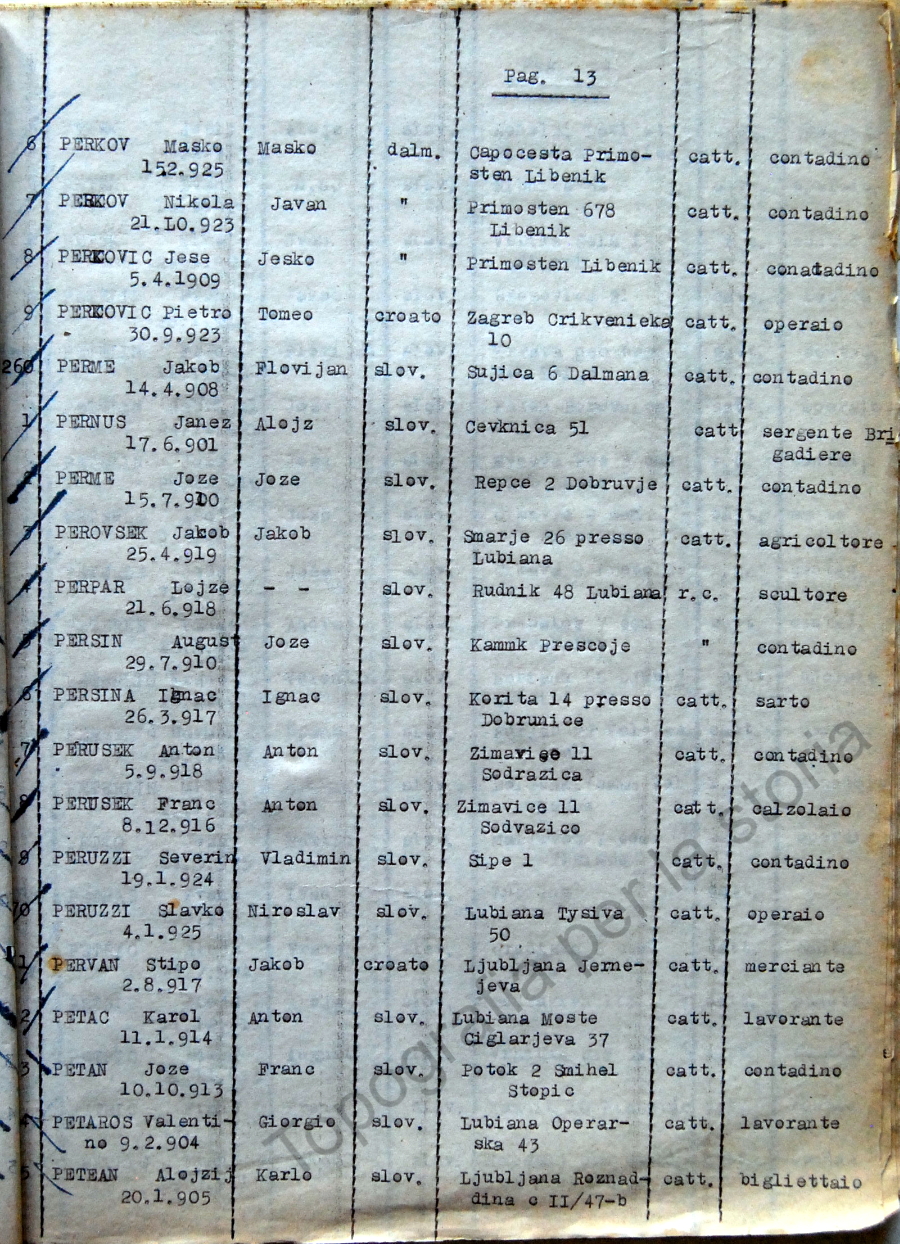 Pag. 13
6 PERKOV Masko Masko dalm. Capocesta Primo- catt. contadino
152.925 sten Libenik
7 PERKOV Nikola Javan " Primosten 678 catt. contadino
21.LO.923 Libenik
8 PERKOVIC Jese Jesko " Primosten Libenik catt. conatadino
5.4.1909
9 PERKOVIC Pietro Tomeo croato Zagreb Crikvenieka catt. operaio
30.9.923 10
260 PERME Jakob Flovijan slov. Sujica 6 Dalmana catt. contadino
14.4.908
1 PERNUS Janez Alojz slov. Cevknica 51 catt sergente Bri
17.6.901 gadiere
2 PERME Joze Joze slov. Repce 2 Dobruvje catt. contadino
15.7.900
3 PEROVSEK Jakob Jakob slov. Smarje 26 presso catt. agricoltore
25.4.919 Lubiana
4 PERPAR Lojze - - slov. Rudnik 48 Lubiana r.c. scultore
21.6.918
5 PERSIN August Joze slov. Kammk Prescoje " contadino
29.7.910
6 PERSINA Ignac Ignac slov. Korita 14 presso catt. sarto
26.3.917 Dobrunice
7 PERUSEK Anton Anton slov. Zimavice 11 catt. contadino
5.9.918 Sodrazica
8 PERUSEK Franc Anton slov. Zimavice 11 catt. calzolaio
8.12.916 Sodvazico
9 PERUZZI Severin Vladimin slov. Sipe 1 catt. contadino
19.1.924
70 PERUZZI Slavko Niroslav slov. Lubiana Tysiva catt. operaio
4.1.925 50
1 PERVAN Stipo Jakob croato Ljubljana Jerne- catt. merciante
2.8.917 jeva
2 PETAC Karol Anton slov. Lubiana Moste catt. lavorante
11.1.914 Ciglarjeva 37
3 PETAN Joze Franc slov. Potok 2 Smihel catt. contadino
10.10.913 Stopic
4 PETAROS Valenti- Giorgio slov. Lubiana Operar- catt. lavorante
no 9.2.904 ska 43
5 PETEAN Alojzij Karlo slov. Ljubljana Roznad- catt. bigliettaio
20.1.905 dina c II/47-b
Topografia per la storia